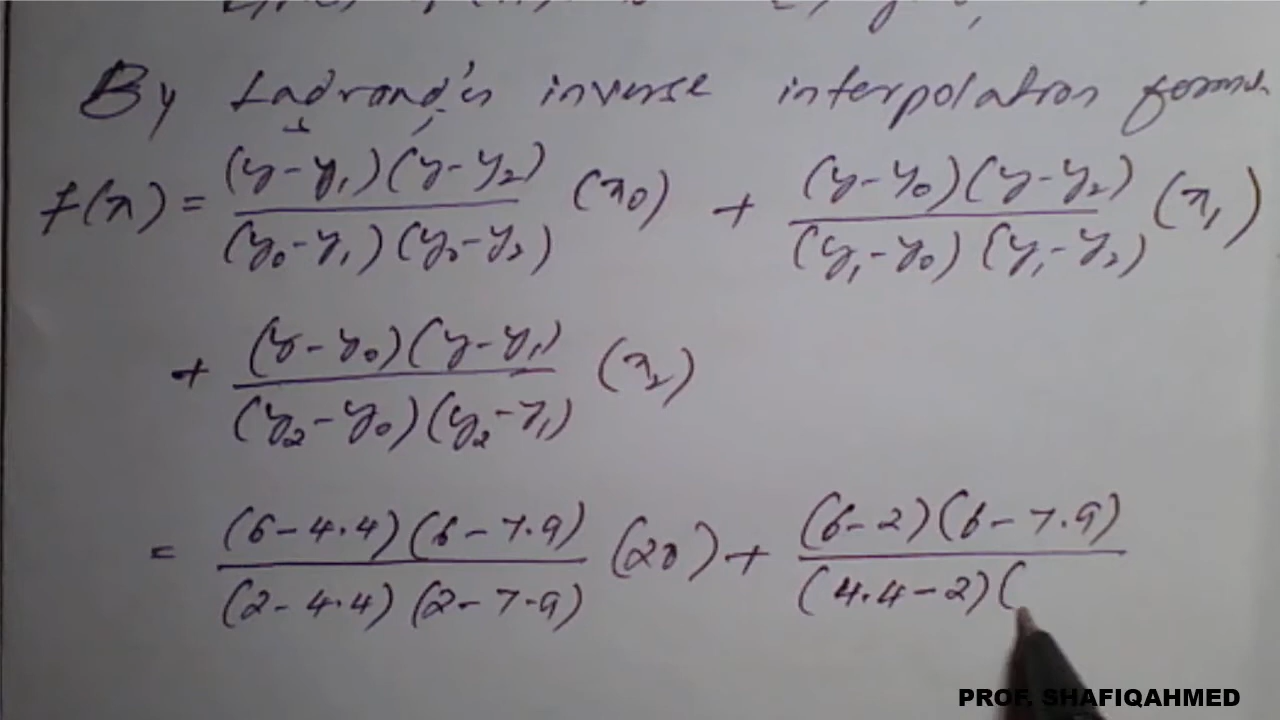 By Lagrange's inverse interpolation
f(x) = (y-y₁)(y-y₂) / (y₀-y₁)(y₀-y₂) (x₀) + (y-y₀)(y-y₂) / (y₁-y₀)(y₁-y₂) (x₁)
+ (y-y₀)(y-y₁) / (y₂-y₀)(y₂-y₁) (x₂)
= (6-4.4)(6-7.9) / (2-4.4)(2-7.9) (20) + (6-2)(6-7.9) / (4.4-2)(
PROF. SHAFIQAHMED